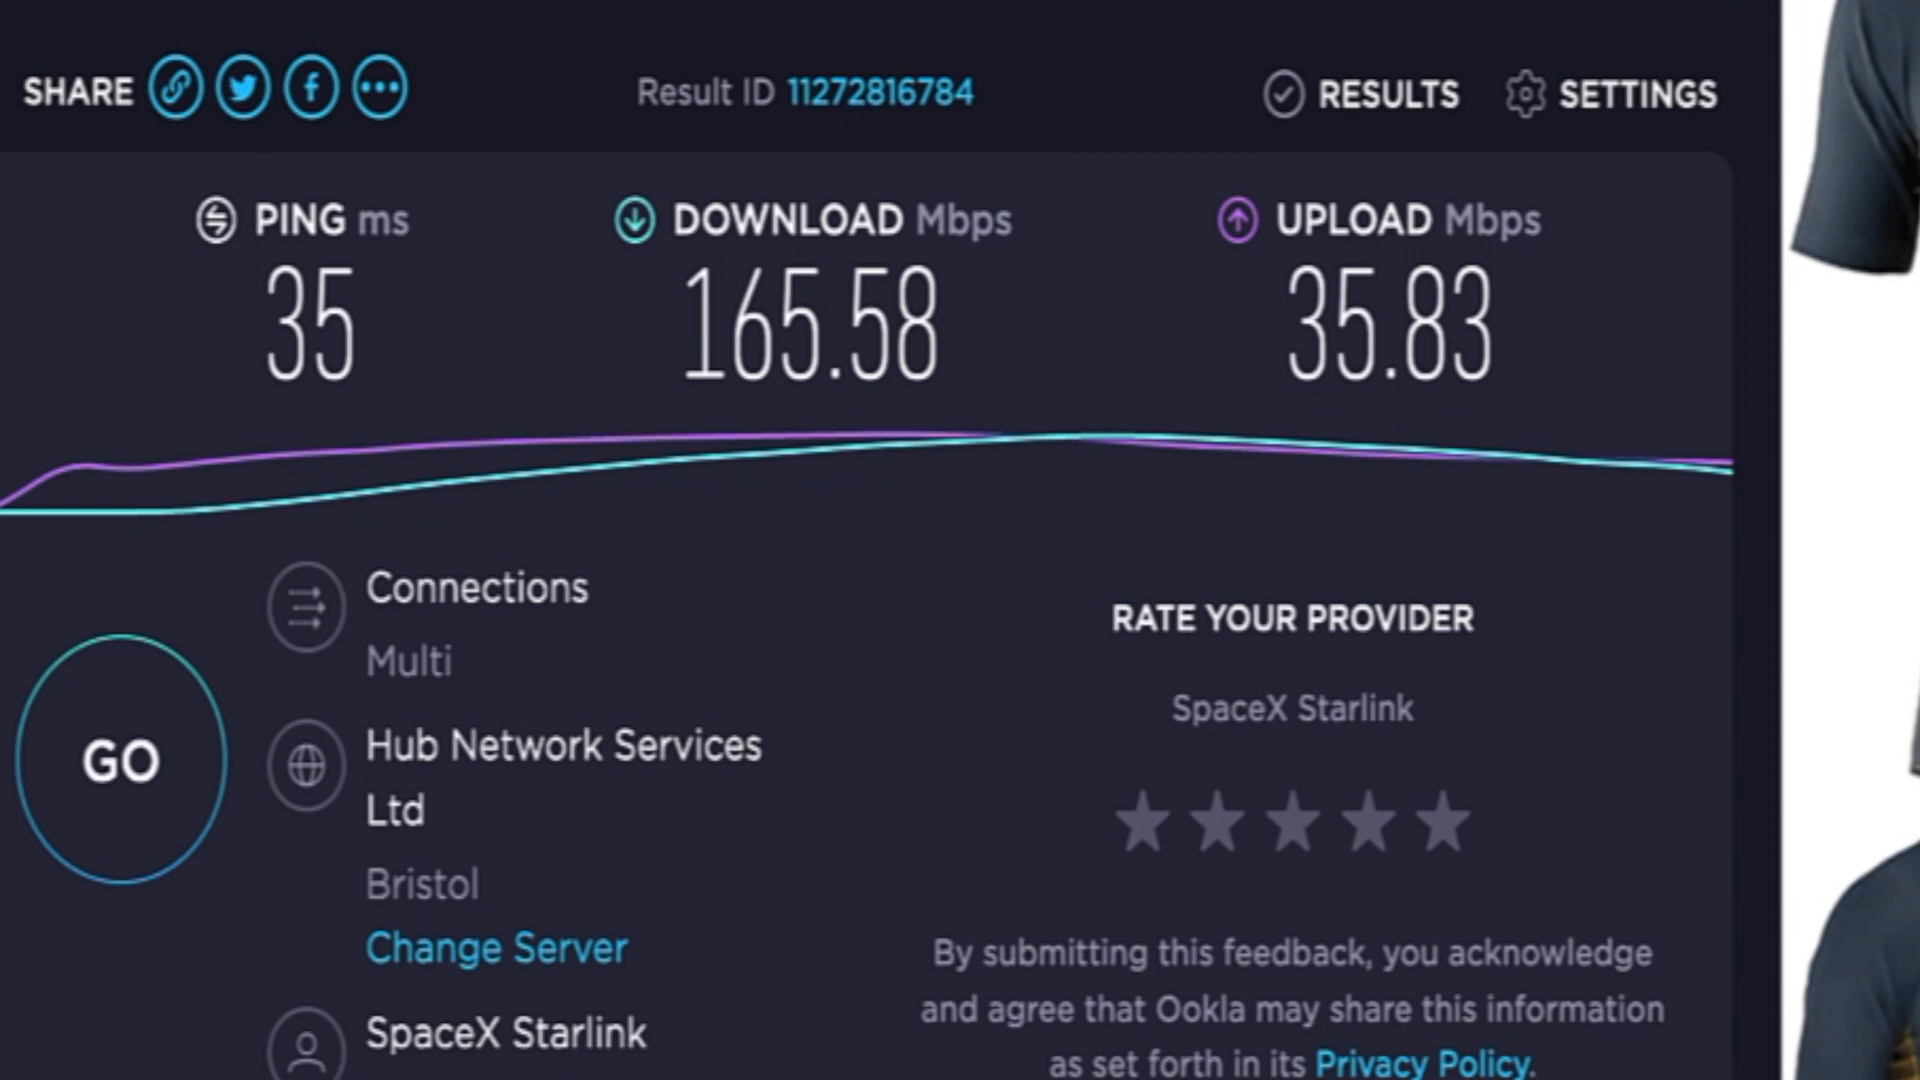 SHARE
Result ID 11272816784
RESULTS
SETTINGS
PING ms
35
DOWNLOAD Mbps
165.58
UPLOAD Mbps
35.83
GO
Connections
Multi
Hub Network Services
Ltd
Bristol
Change Server
SpaceX Starlink
RATE YOUR PROVIDER
SpaceX Starlink
By submitting this feedback, you acknowledge
and agree that Ookla may share this information
as set forth in its Privacy Policy.